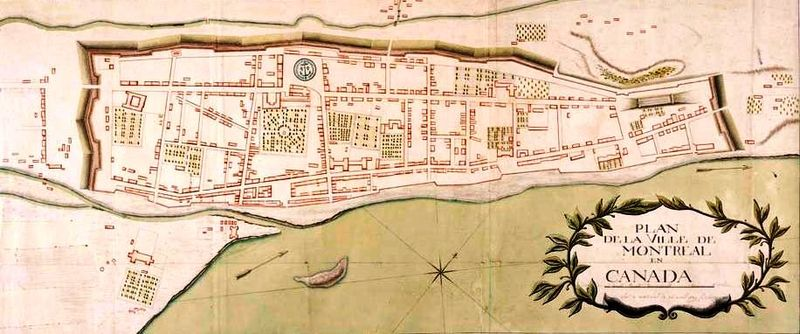 PLAN
DE LA VILLE DE
MONTREAL
EN
CANADA